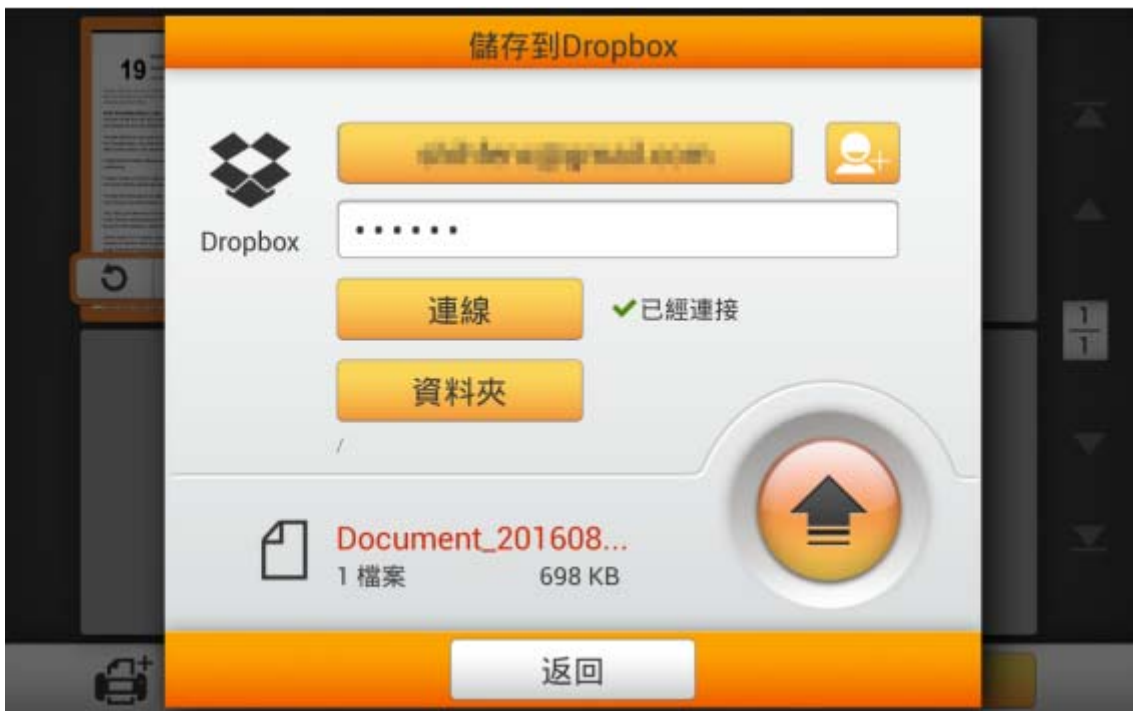 儲存到Dropbox
19
Dropbox
連線
已經連接
資料夾
/
1
1
Document_201608...
1 檔案 698 KB
返回